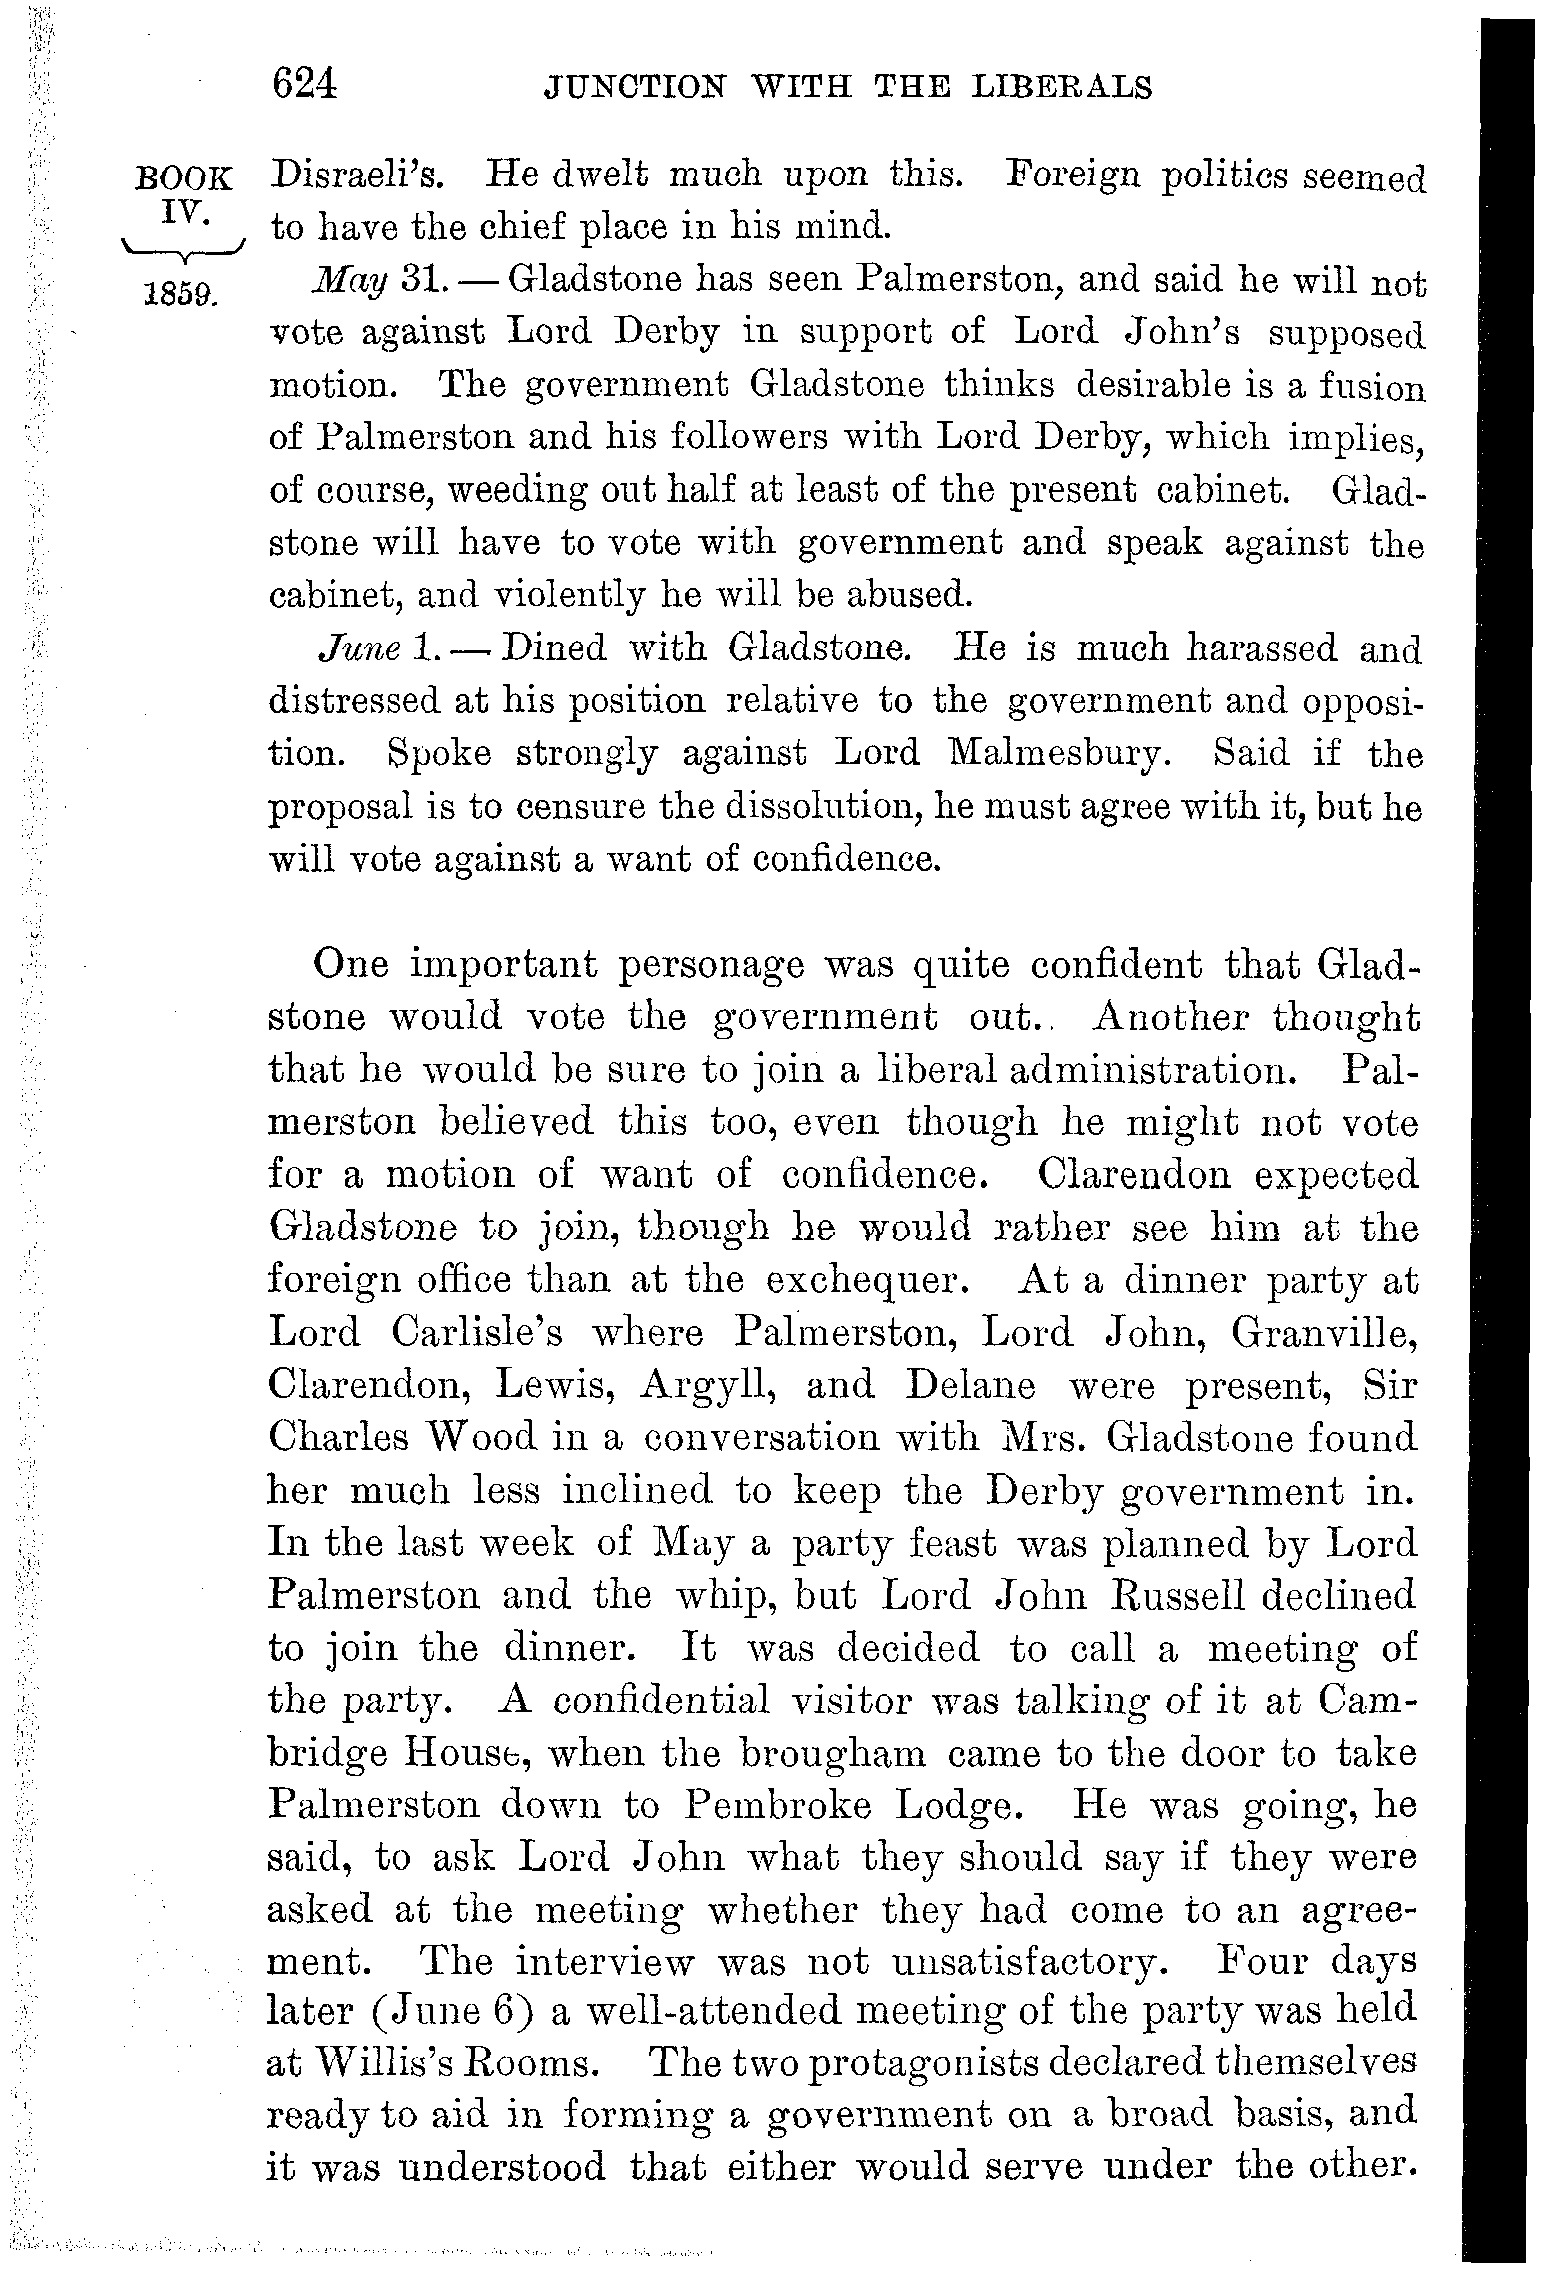 624 JUNCTION WITH THE LIBERALS
BOOK
IV.
1859.
Disraeli's. He dwelt much upon this. Foreign politics seemed
to have the chief place in his mind.
May 31. — Gladstone has seen Palmerston, and said he will not
vote against Lord Derby in support of Lord John's supposed
motion. The government Gladstone thinks desirable is a fusion
of Palmerston and his followers with Lord Derby, which implies,
of course, weeding out half at least of the present cabinet. Glad-
stone will have to vote with government and speak against the
cabinet, and violently he will be abused.
June 1. — Dined with Gladstone. He is much harassed and
distressed at his position relative to the government and opposi-
tion. Spoke strongly against Lord Malmesbury. Said if the
proposal is to censure the dissolution, he must agree with it, but he
will vote against a want of confidence.
One important personage was quite confident that Glad-
stone would vote the government out. Another thought
that he would be sure to join a liberal administration. Pal-
merston believed this too, even though he might not vote
for a motion of want of confidence. Clarendon expected
Gladstone to join, though he would rather see him at the
foreign office than at the exchequer. At a dinner party at
Lord Carlisle's where Palmerston, Lord John, Granville,
Clarendon, Lewis, Argyll, and Delane were present, Sir
Charles Wood in a conversation with Mrs. Gladstone found
her much less inclined to keep the Derby government in.
In the last week of May a party feast was planned by Lord
Palmerston and the whip, but Lord John Russell declined
to join the dinner. It was decided to call a meeting of
the party. A confidential visitor was talking of it at Cam-
bridge House, when the brougham came to the door to take
Palmerston down to Pembroke Lodge. He was going, he
said, to ask Lord John what they should say if they were
asked at the meeting whether they had come to an agree-
ment. The interview was not unsatisfactory. Four days
later (June 6) a well-attended meeting of the party was held
at Willis's Rooms. The two protagonists declared themselves
ready to aid in forming a government on a broad basis, and
it was understood that either would serve under the other.